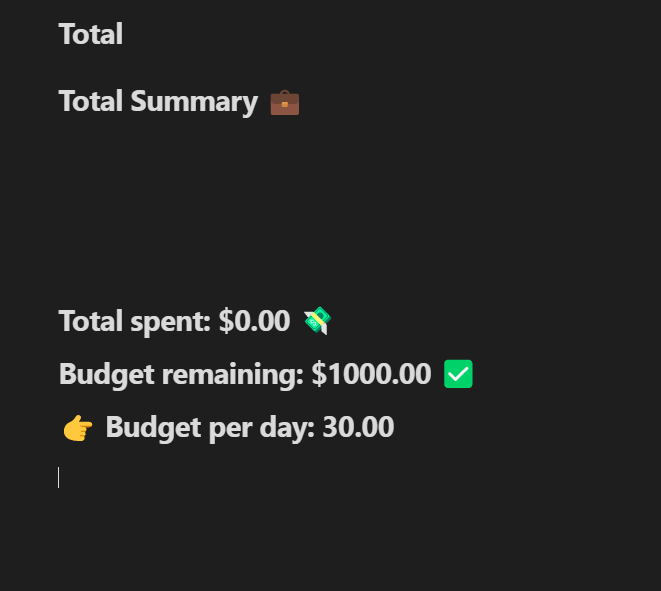 Total
Total Summary 💼
Total spent: $0.00 💸
Budget remaining: $1000.00 ✅
👉 Budget per day: 30.00